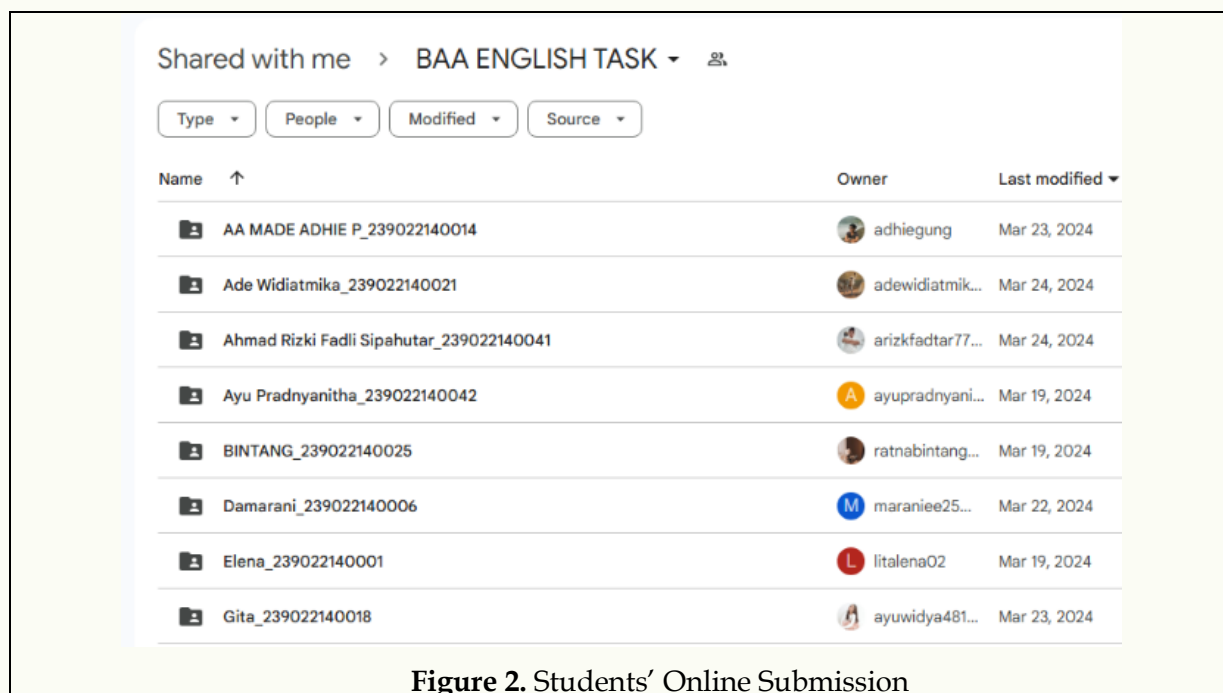 Shared with me > BAA ENGLISH TASK
Type People Modified Source
Name Owner Last modified
AA MADE ADHIE P_239022140014 adhiegung Mar 23, 2024
Ade Widiatmika_239022140021 adewidiatmik... Mar 24, 2024
Ahmad Rizki Fadli Sipahutar_239022140041 arizkfadtar77... Mar 24, 2024
Ayu Pradnyanitha_239022140042 A ayupradnyani... Mar 19, 2024
BINTANG_239022140025 ratnabintang... Mar 19, 2024
Damarani_239022140006 M maraniee25... Mar 22, 2024
Elena_239022140001 L litalena02 Mar 19, 2024
Gita_239022140018 ayuwidya481... Mar 23, 2024
Figure 2. Students’ Online Submission